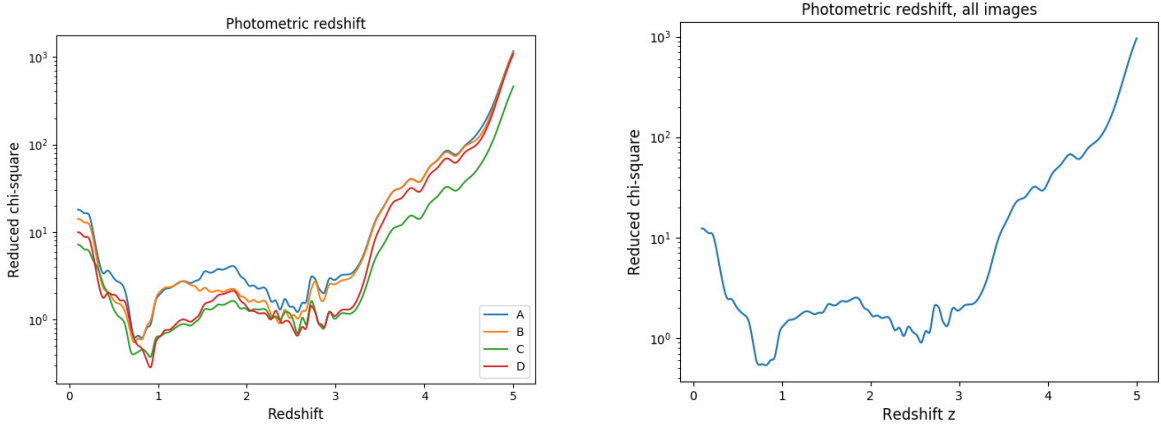 Photometric redshift
Reduced chi-square
10³
10²
10¹
10⁰
0 1 2 3 4 5
Redshift
A
B
C
D
Photometric redshift, all images
Reduced chi-square
10³
10²
10¹
10⁰
0 1 2 3 4 5
Redshift z